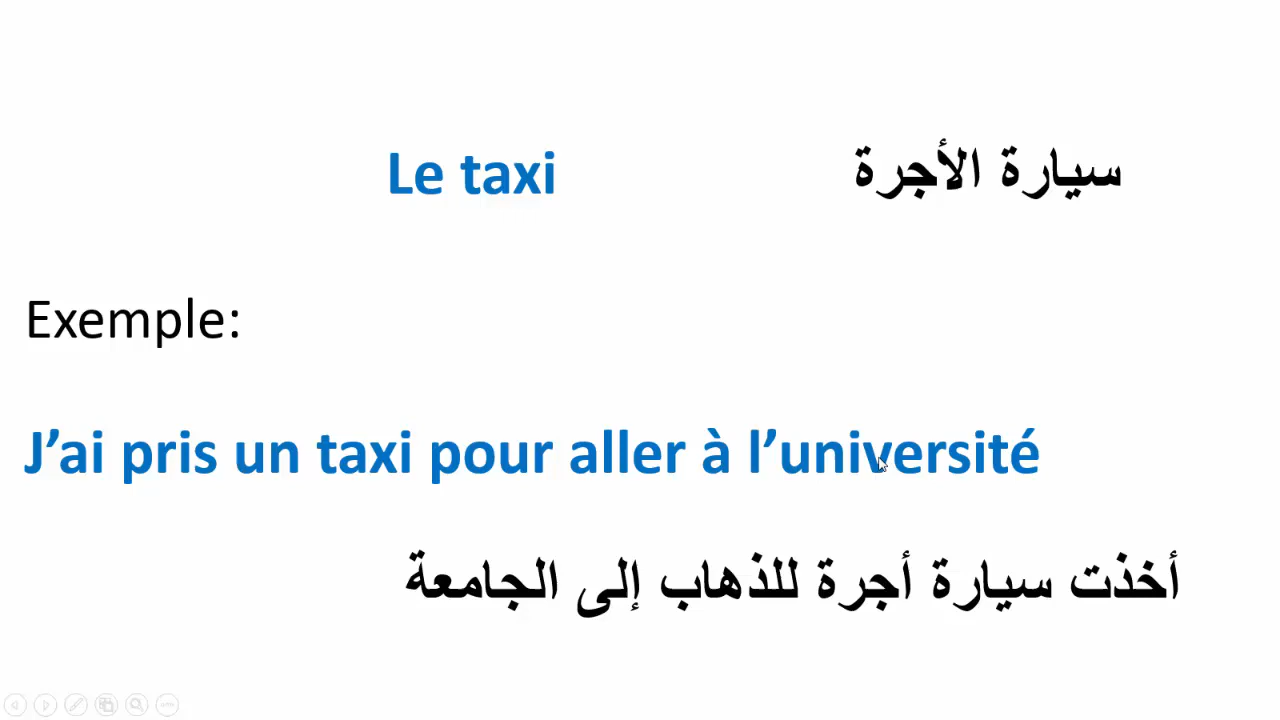 Le taxi سيارة الأجرة
Exemple:
J’ai pris un taxi pour aller à l’université
أخذت سيارة أجرة للذهاب إلى الجامعة